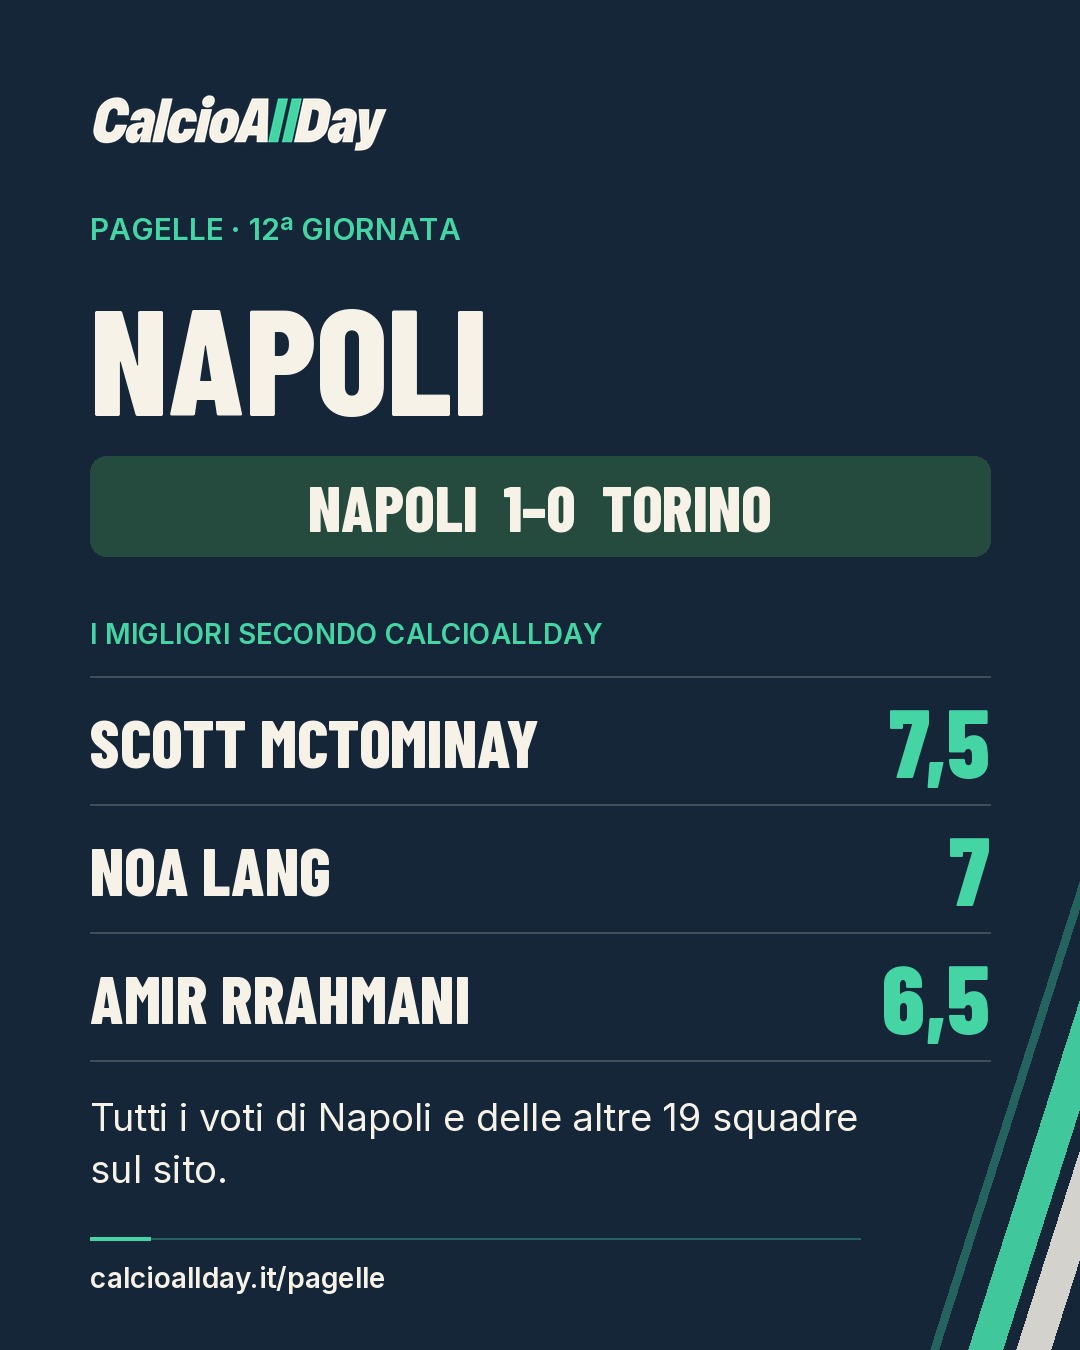 CalcioAllDay
PAGELLE · 12ª GIORNATA
NAPOLI
NAPOLI 1–0 TORINO
I MIGLIORI SECONDO CALCIOALLDAY
SCOTT MCTOMINAY 7,5
NOA LANG 7
AMIR RRAHMANI 6,5
Tutti i voti di Napoli e delle altre 19 squadre
sul sito.
calcioallday.it/pagelle